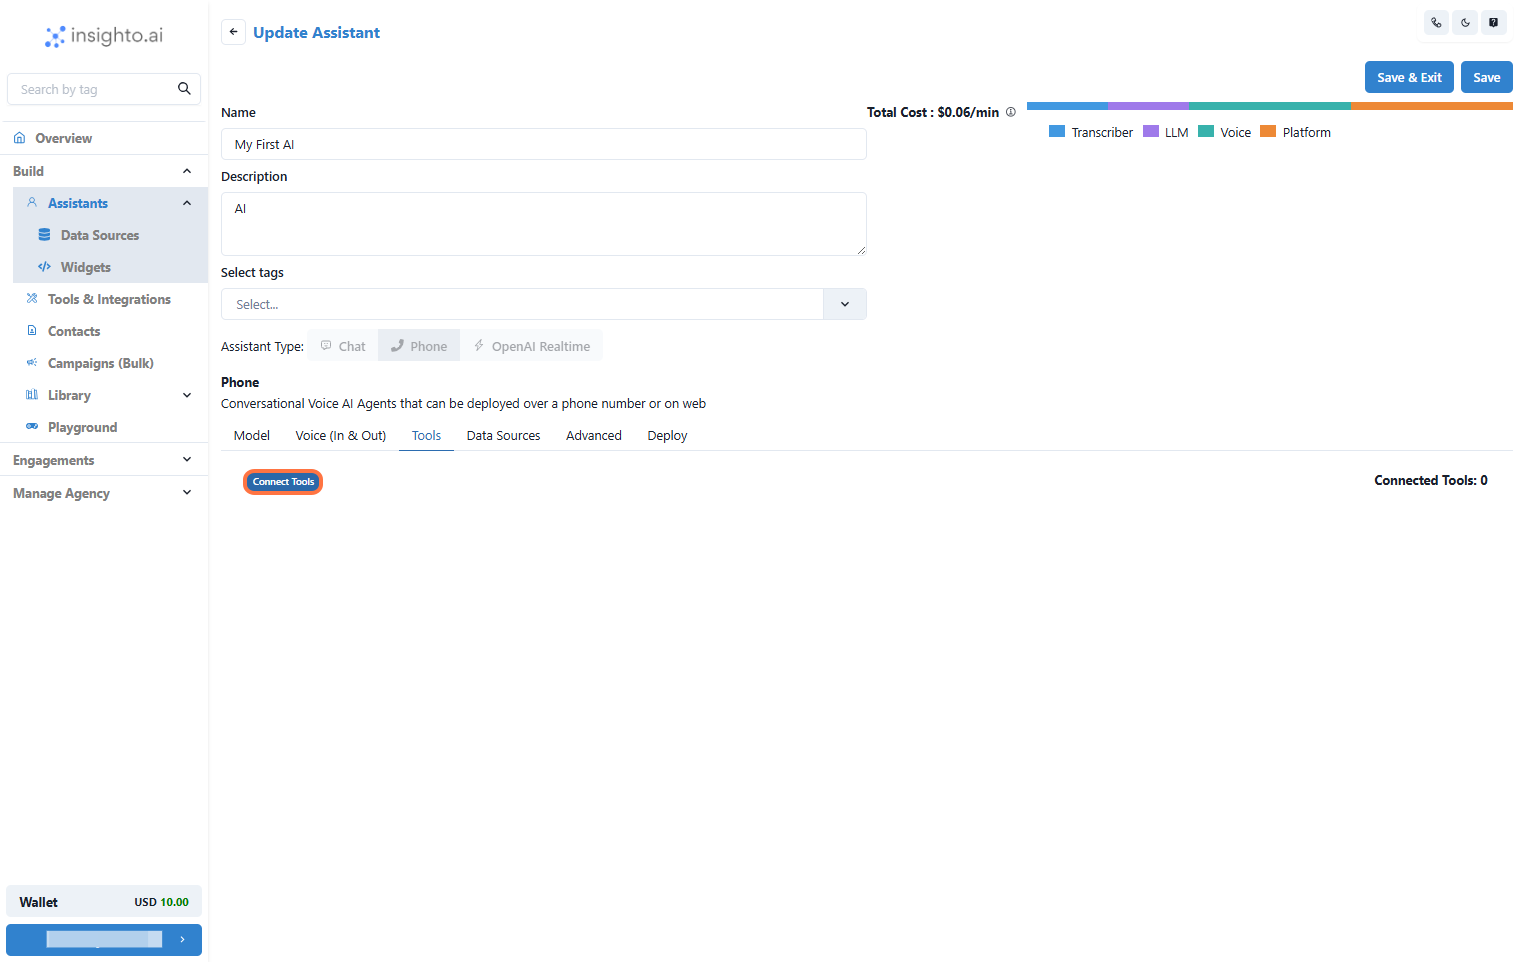 insighto.ai
Search by tag
Overview
Build
Assistants
Data Sources
Widgets
Tools & Integrations
Contacts
Campaigns (Bulk)
Library
Playground
Engagements
Manage Agency
Wallet USD 10.00
Update Assistant
Save & Exit Save
Name
My First AI
Total Cost : $0.06/min
Transcriber LLM Voice Platform
Description
AI
Select tags
Select...
Assistant Type: Chat Phone OpenAI Realtime
Phone
Conversational Voice AI Agents that can be deployed over a phone number or on web
Model Voice (In & Out) Tools Data Sources Advanced Deploy
Connect Tools Connected Tools: 0